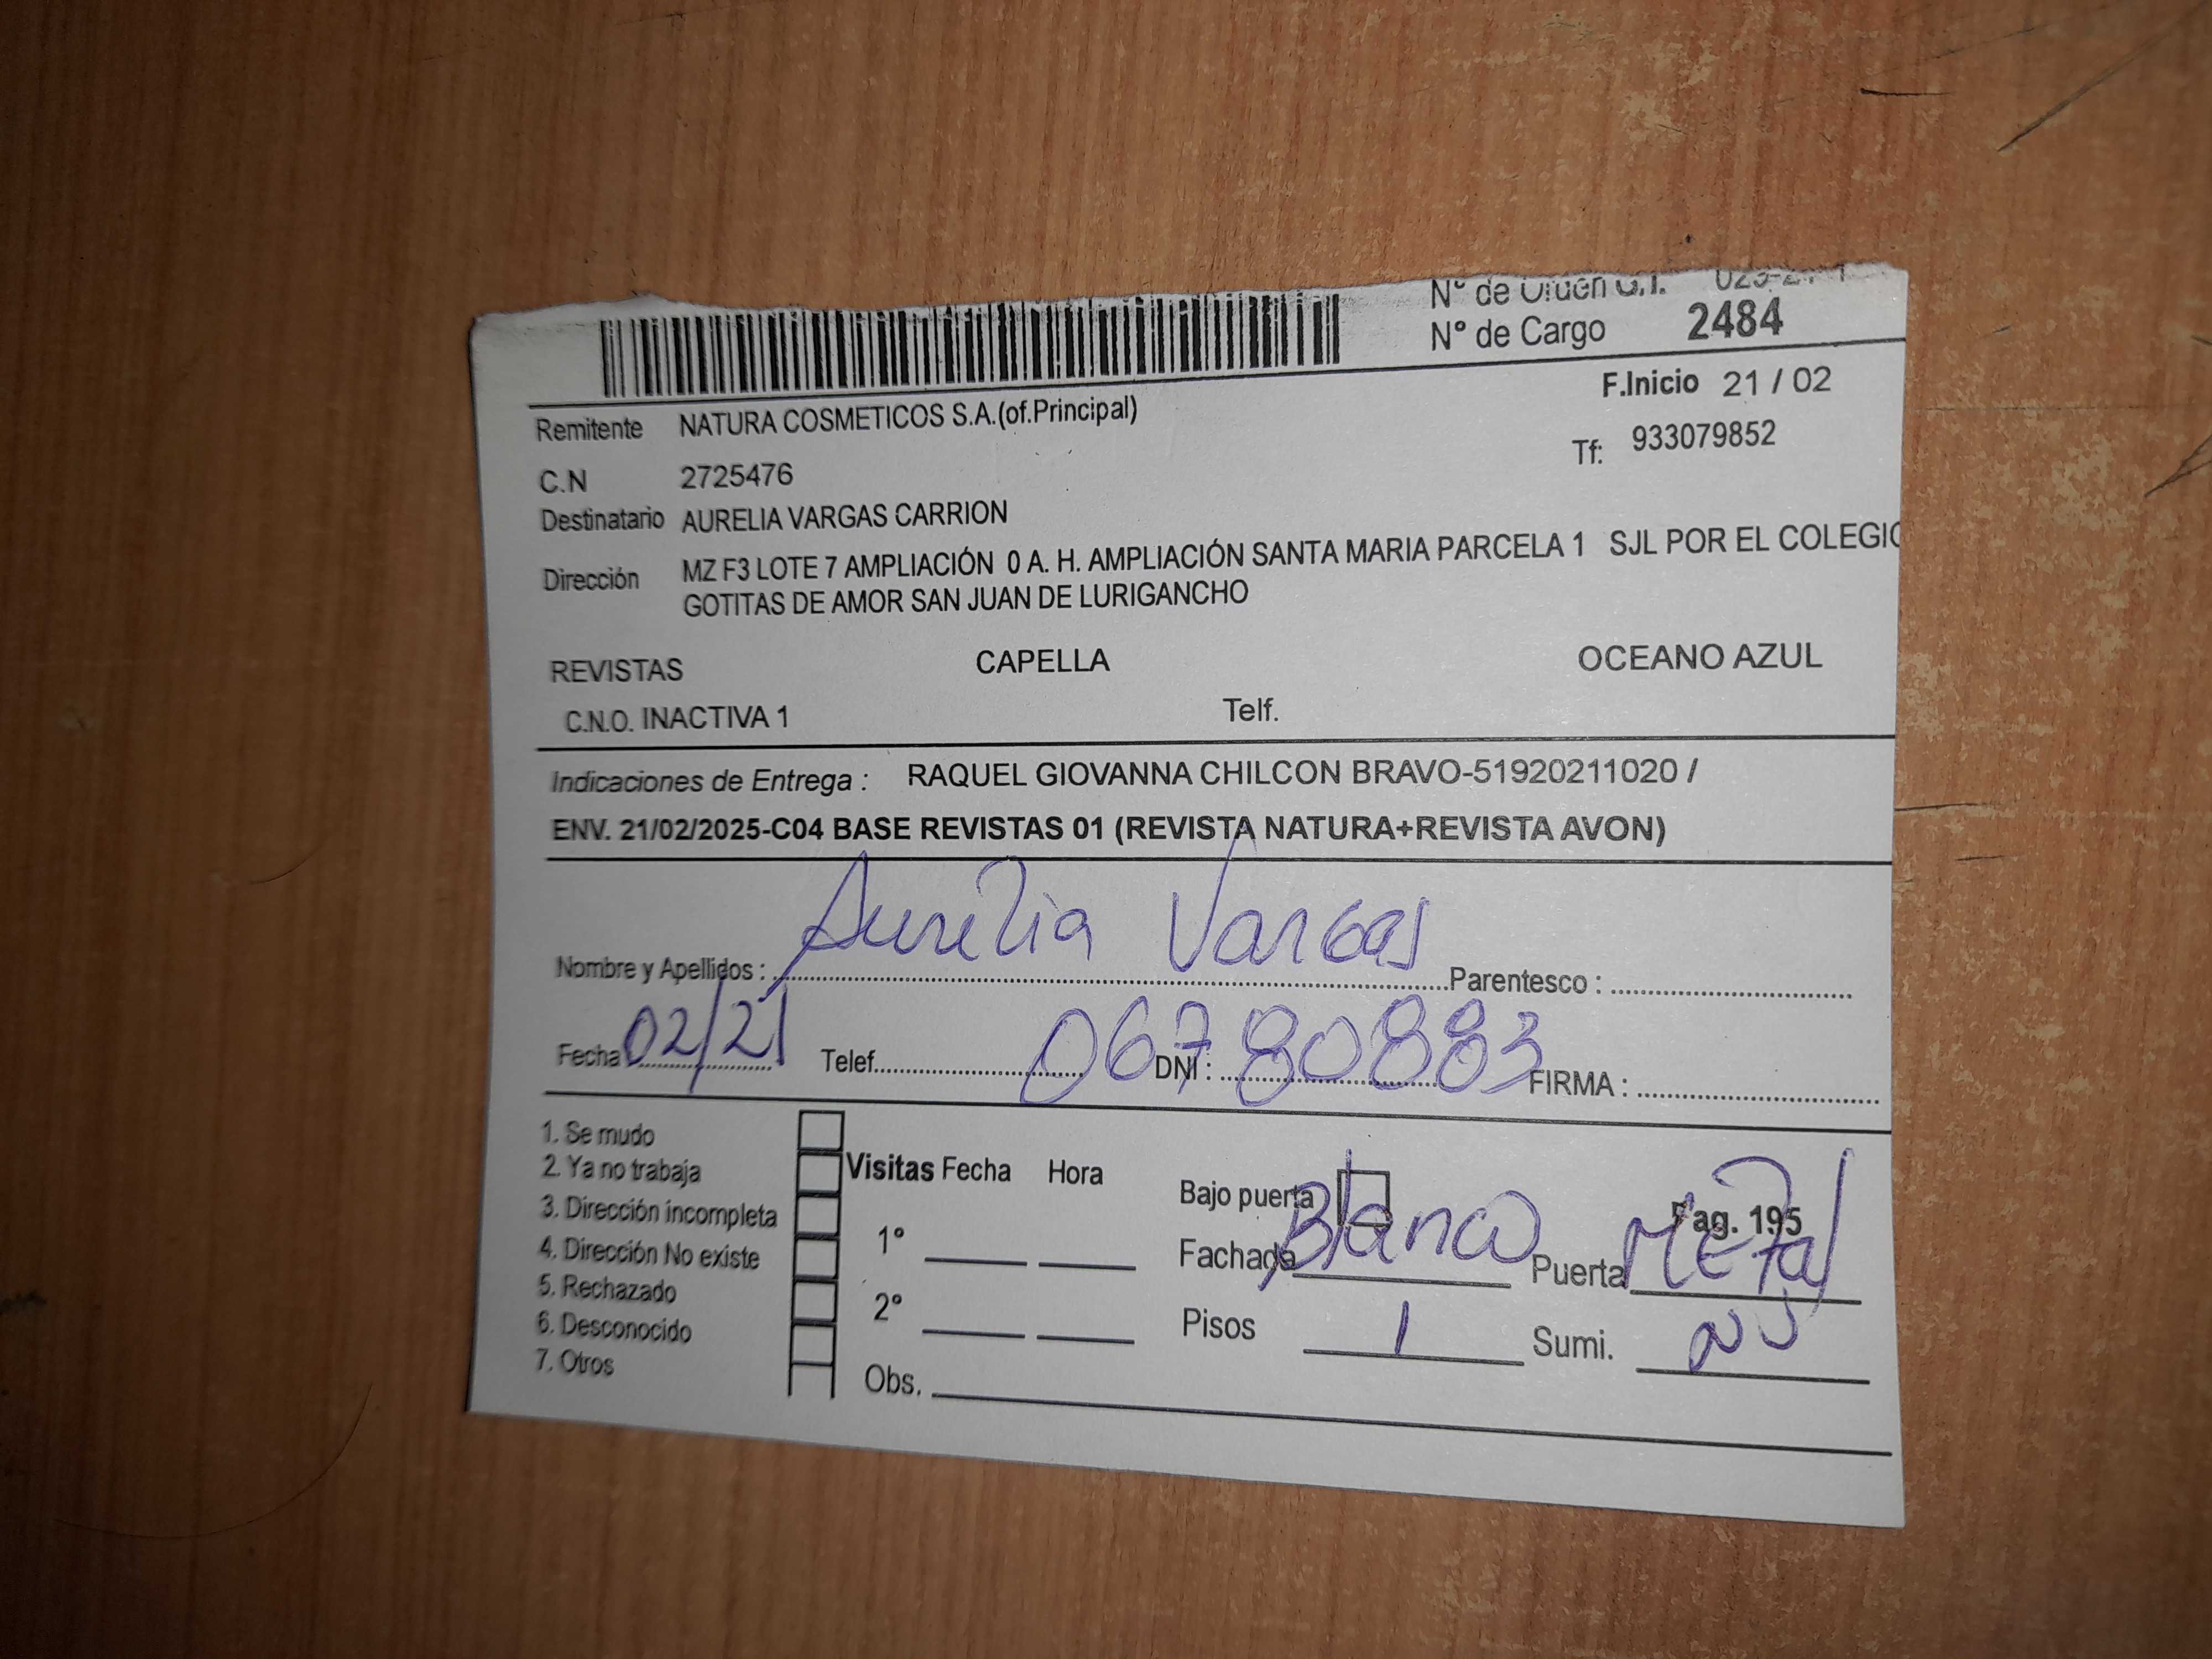 Nº de Orden G.T.
Nº de Cargo 2484
F.Inicio 21 / 02
Remitente NATURA COSMETICOS S.A.(of.Principal)
Tf: 933079852
C.N 2725476
Destinatario AURELIA VARGAS CARRION
Dirección MZ F3 LOTE 7 AMPLIACIÓN 0 A. H. AMPLIACIÓN SANTA MARIA PARCELA 1 SJL POR EL COLEGIO
GOTITAS DE AMOR SAN JUAN DE LURIGANCHO
REVISTAS CAPELLA OCEANO AZUL
C.N.O. INACTIVA 1 Telf.
Indicaciones de Entrega : RAQUEL GIOVANNA CHILCON BRAVO-51920211020 /
ENV. 21/02/2025-C04 BASE REVISTAS 01 (REVISTA NATURA+REVISTA AVON)
Nombre y Apellidos : Aurelia Vargas Parentesco :
Fecha 02/21 Telef. DNI : 06780883 FIRMA :
1. Se mudo
2. Ya no trabaja
3. Dirección incompleta
4. Dirección No existe
5. Rechazado
6. Desconocido
7. Otros
Visitas Fecha Hora
1º
2º
Obs.
Bajo puerta Pag. 195
Fachada Blanco Puerta Metal
Pisos 1 Sumi.